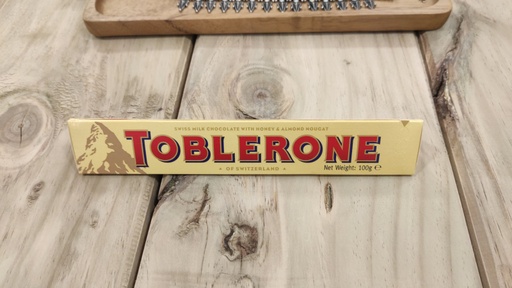 SWISS MILK CHOCOLATE WITH HONEY & ALMOND NOUGAT
TOBLERONE
OF SWITZERLAND
Net Weight: 100g ℮